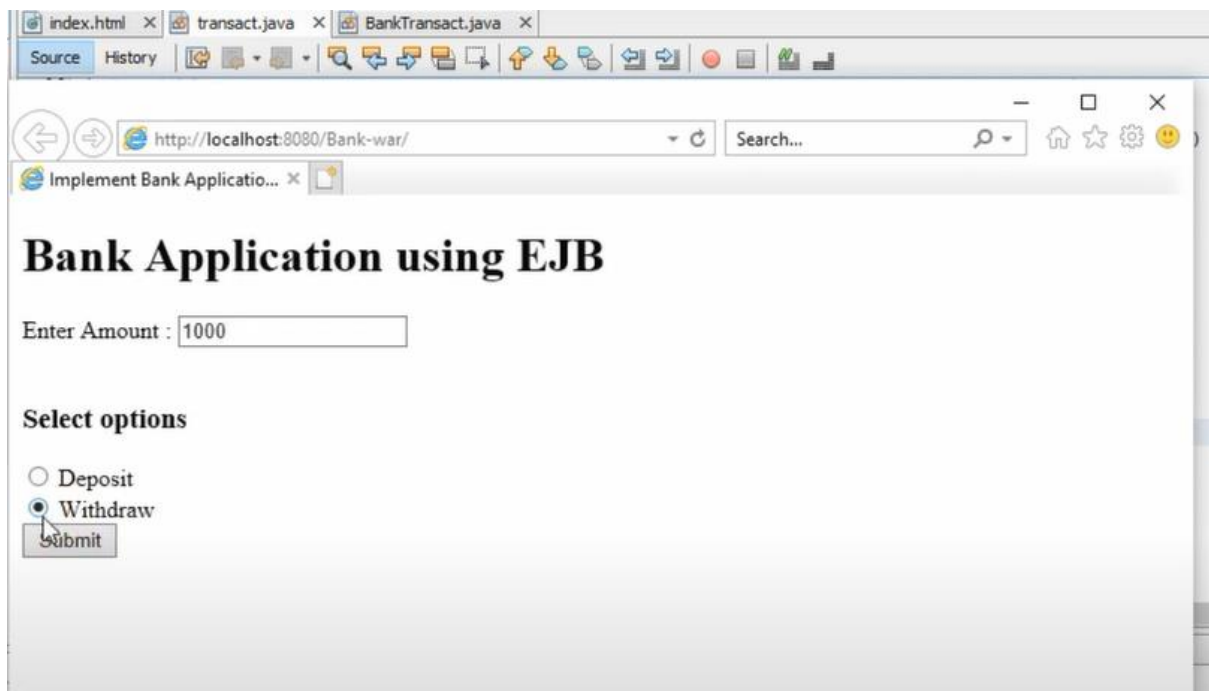 index.html transact.java BankTransact.java
Source History
http://localhost:8080/Bank-war/ Search...
Implement Bank Applicatio...
Bank Application using EJB
Enter Amount : 1000
Select options
Deposit
Withdraw
Submit